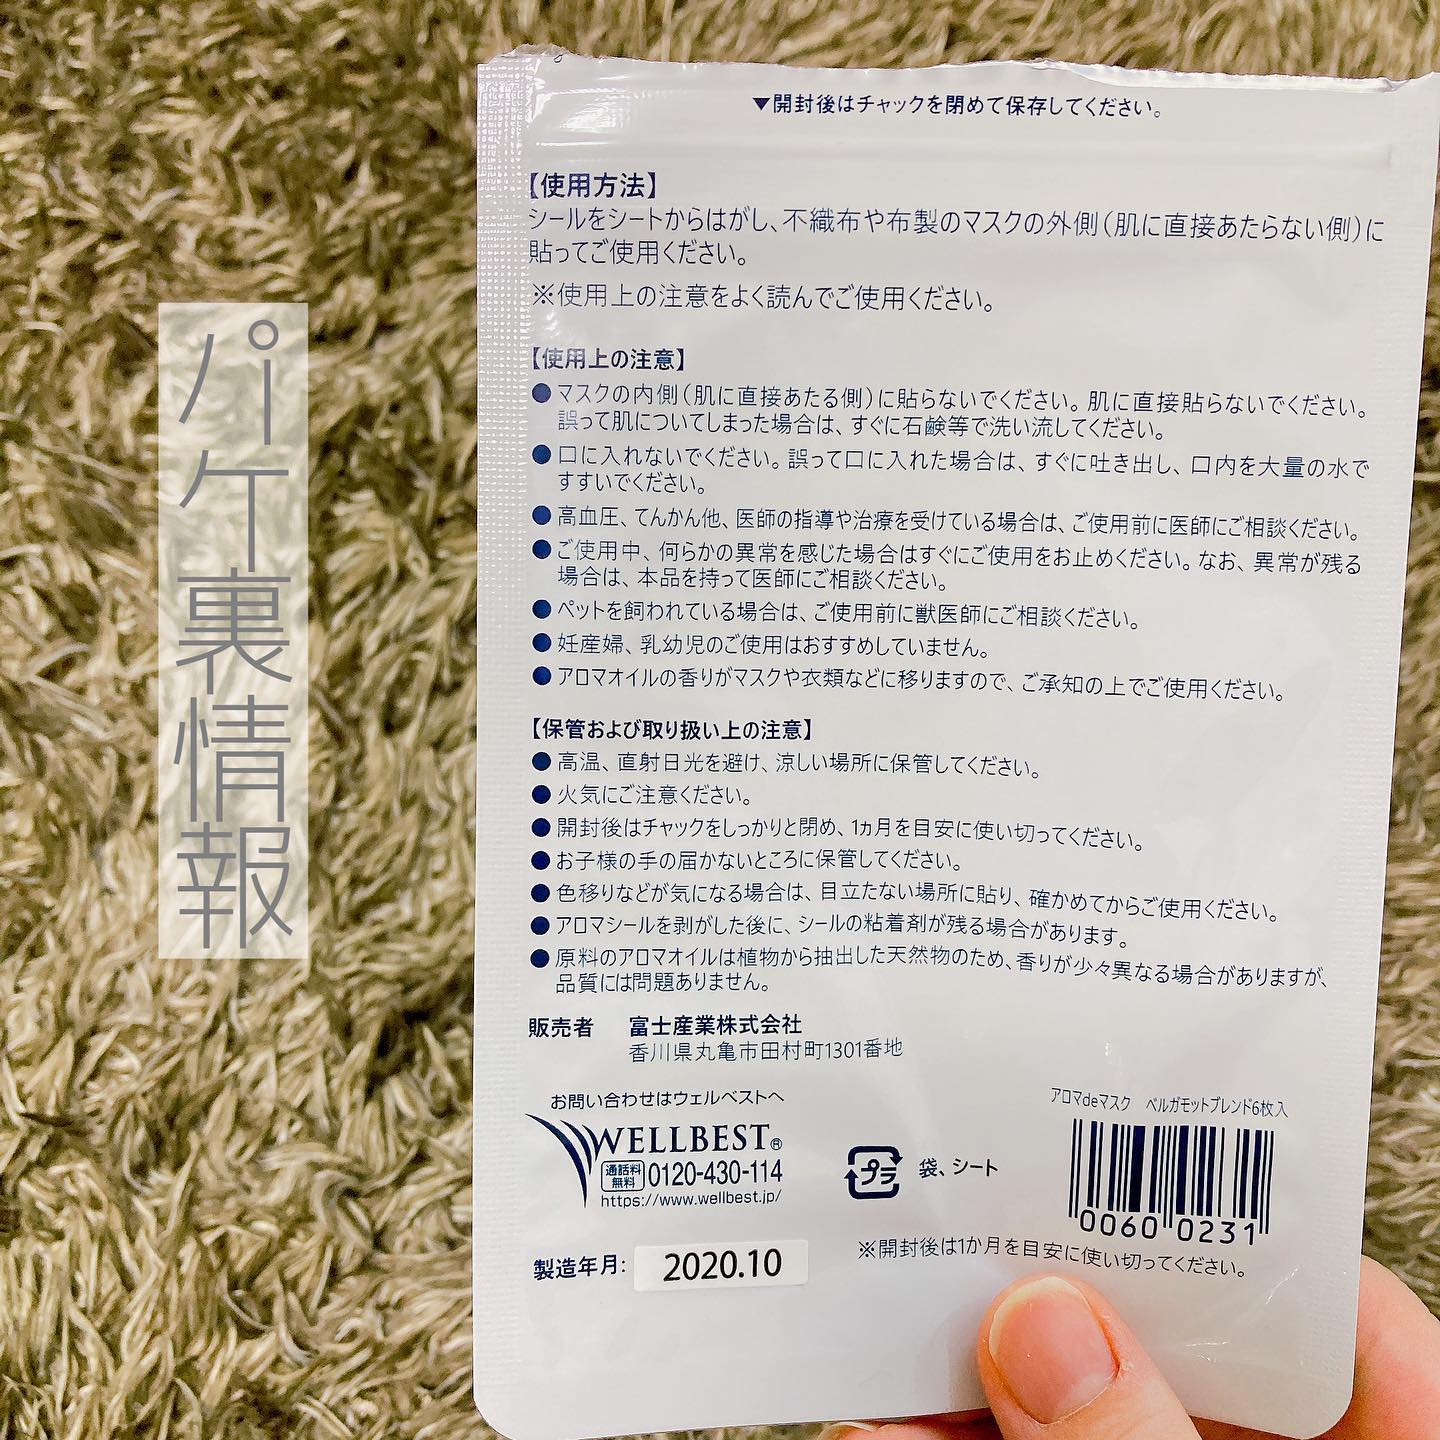 パケ裏情報
▼開封後はチャックを閉めて保存してください。
【使用方法】
シールをシートからはがし、不織布や布製のマスクの外側(肌に直接あたらない側)に
貼ってご使用ください。
※使用上の注意をよく読んでご使用ください。
【使用上の注意】
●マスクの内側(肌に直接あたる側)に貼らないでください。肌に直接貼らないでください。
誤って肌についてしまった場合は、すぐに石鹸等で洗い流してください。
●口に入れないでください。誤って口に入れた場合は、すぐに吐き出し、口内を大量の水で
すすいでください。
●高血圧、てんかん他、医師の指導や治療を受けている場合は、ご使用前に医師にご相談ください。
●ご使用中、何らかの異常を感じた場合はすぐにご使用をお止めください。なお、異常が残る
場合は、本品を持って医師にご相談ください。
●ペットを飼われている場合は、ご使用前に獣医師にご相談ください。
●妊産婦、乳幼児のご使用はおすすめしていません。
●アロマオイルの香りがマスクや衣類などに移りますので、ご承知の上でご使用ください。
【保管および取り扱い上の注意】
●高温、直射日光を避け、涼しい場所に保管してください。
●火気にご注意ください。
●開封後はチャックをしっかりと閉め、1ヵ月を目安に使い切ってください。
●お子様の手の届かないところに保管してください。
●色移りなどが気になる場合は、目立たない場所に貼り、確かめてからご使用ください。
●アロマシールを剥がした後に、シールの粘着剤が残る場合があります。
●原料のアロマオイルは植物から抽出した天然物のため、香りが少々異なる場合がありますが、
品質には問題ありません。
販売者 富士産業株式会社
香川県丸亀市田村町1301番地
お問い合わせはウェルベストへ
WELLBEST®
通話料無料 0120-430-114
https://www.wellbest.jp/
プラ 袋、シート
アロマdeマスク ベルガモットブレンド6枚入
0060 0231
※開封後は1か月を目安に使い切ってください。
製造年月: 2020.10